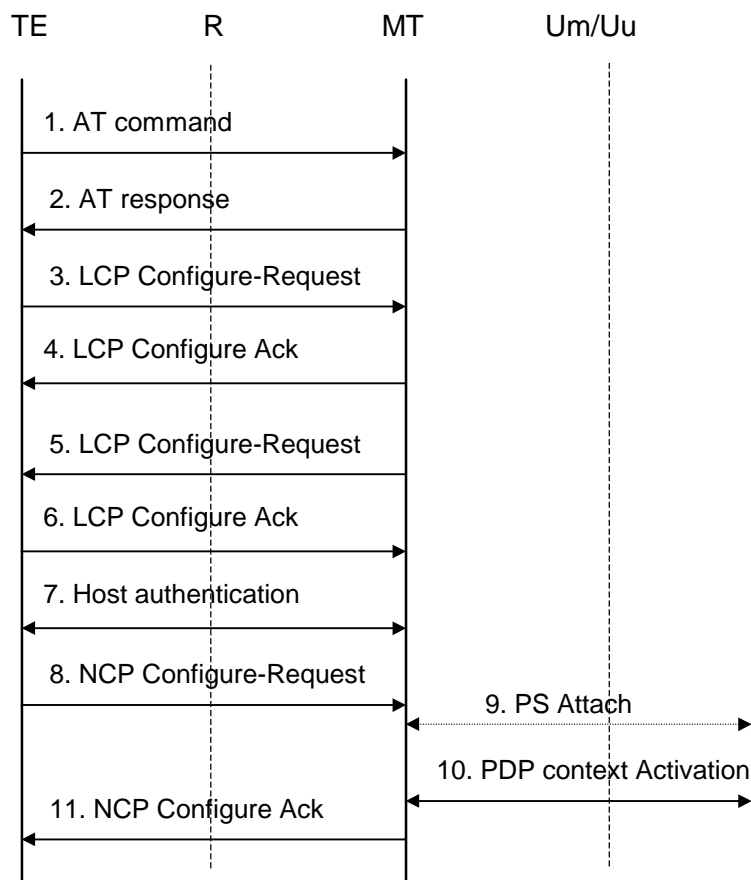 TE R MT Um/Uu
1. AT command
2. AT response
3. LCP Configure-Request
4. LCP Configure Ack
5. LCP Configure-Request
6. LCP Configure Ack
7. Host authentication
8. NCP Configure-Request
9. PS Attach
10. PDP context Activation
11. NCP Configure Ack